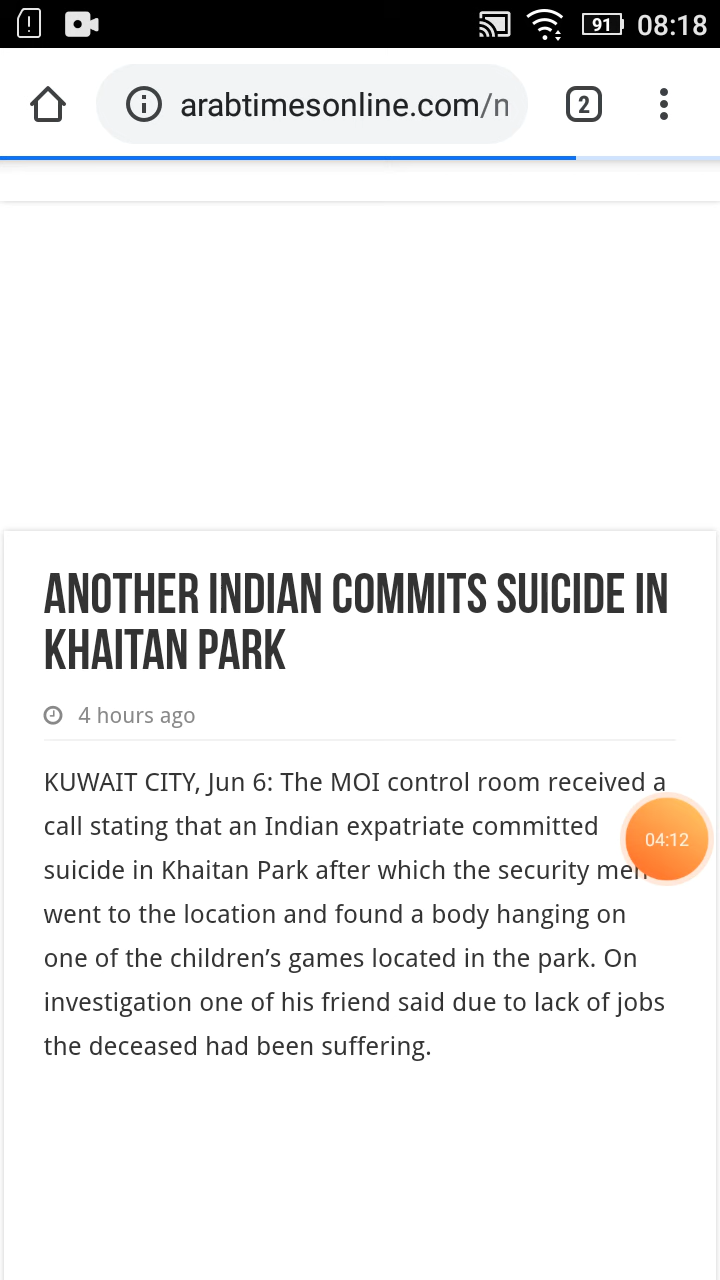 91 08:18
arabtimesonline.com/n
2
ANOTHER INDIAN COMMITS SUICIDE IN
KHAITAN PARK
4 hours ago
KUWAIT CITY, Jun 6: The MOI control room received a
call stating that an Indian expatriate committed
suicide in Khaitan Park after which the security men
04:12
went to the location and found a body hanging on
one of the children’s games located in the park. On
investigation one of his friend said due to lack of jobs
the deceased had been suffering.